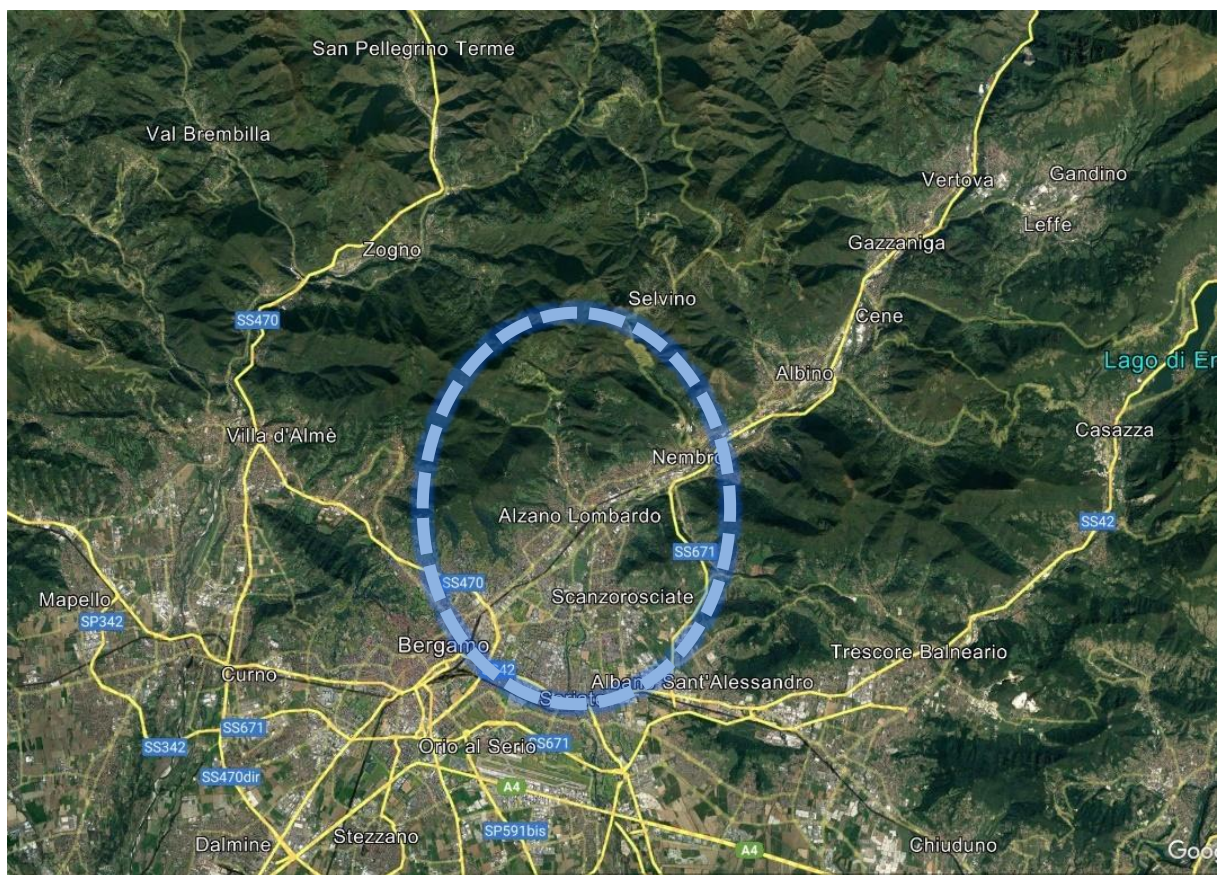 San Pellegrino Terme
Val Brembilla
Vertova
Gandino
Leffe
Zogno
Gazzaniga
Selvino
SS470
Cene
Lago di
Albino
Casazza
Villa d'Almè
Nembro
Alzano Lombardo
SS42
SS671
SS470
Scanzorosciate
Mapello
SP342
Bergamo
Trescore Balneario
Curno
Sant'Alessandro
SS671
SS342
Orio al Serio
SS671
SS470dir
A4
Stezzano
SP591bis
Dalmine
A4
Chiuduno